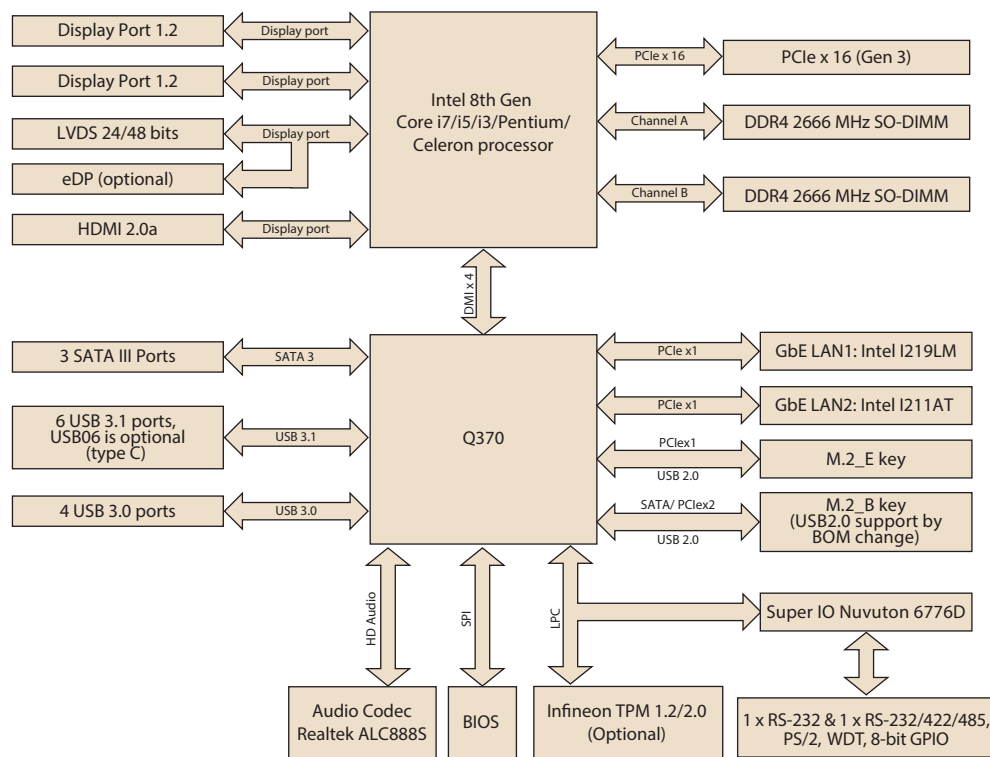 Display Port 1.2
Display port
Display Port 1.2
Display port
LVDS 24/48 bits
Display port
eDP (optional)
HDMI 2.0a
Display port
Intel 8th Gen
Core i7/i5/i3/Pentium/
Celeron processor
PCIe x 16
PCIe x 16 (Gen 3)
Channel A
DDR4 2666 MHz SO-DIMM
Channel B
DDR4 2666 MHz SO-DIMM
DMI x 4
3 SATA III Ports
SATA 3
6 USB 3.1 ports,
USB06 is optional
(type C)
USB 3.1
4 USB 3.0 ports
USB 3.0
Q370
PCIe x1
GbE LAN1: Intel I219LM
PCIe x1
GbE LAN2: Intel I211AT
PCIex1
USB 2.0
M.2_E key
SATA/ PCIex2
USB 2.0
M.2_B key
(USB2.0 support by
BOM change)
HD Audio
SPI
LPC
Super IO Nuvuton 6776D
Audio Codec
Realtek ALC888S
BIOS
Infineon TPM 1.2/2.0
(Optional)
1 x RS-232 & 1 x RS-232/422/485,
PS/2, WDT, 8-bit GPIO